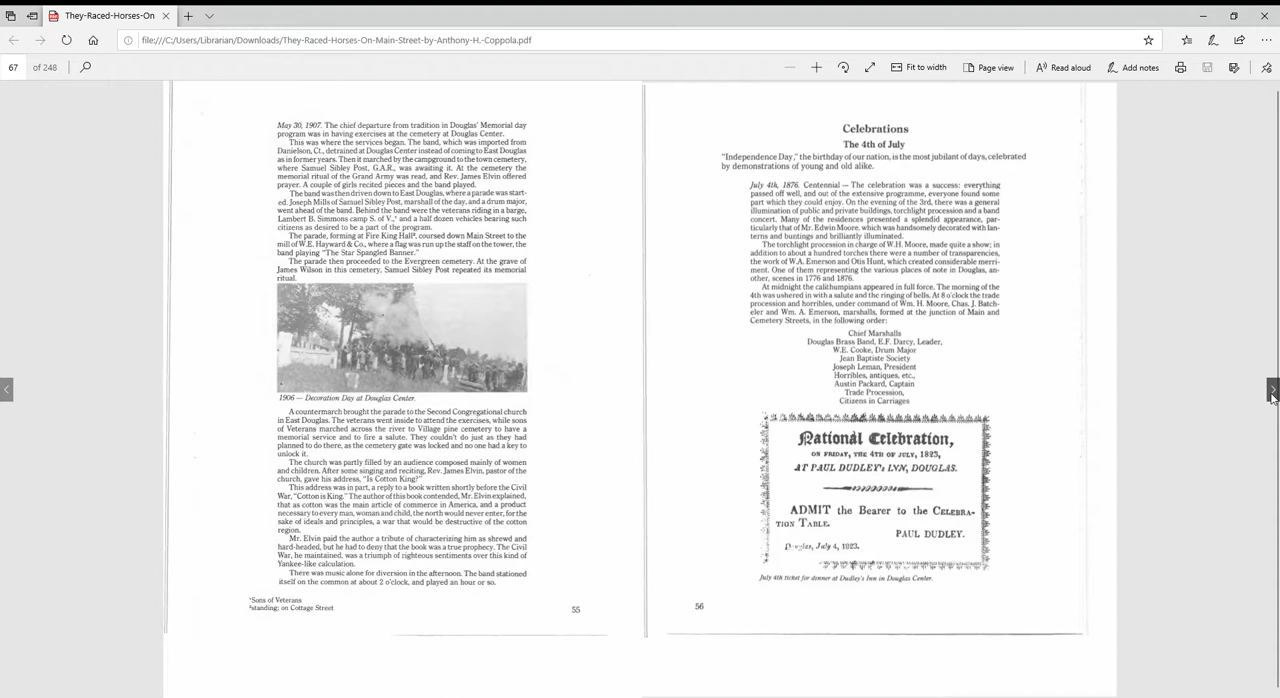 They-Raced-Horses-On
file:///C:/Users/Librarian/Downloads/They-Raced-Horses-On-Main-Street-by-Anthony-H.-Coppola.pdf
67 of 248
Fit to width
Page view
Read aloud
Add notes
May 30, 1907. The chief departure from tradition in Douglas' Memorial day
program was in having exercises at the cemetery at Douglas Center.
This was where the services began. The band, which was imported from
Danielson, Ct., detrained at Douglas Center instead of coming to East Douglas
as in former years. Then it marched by the campground to the town cemetery,
where Samuel Sibley Post, G.A.R., was awaiting it. At the cemetery the
memorial ritual of the Grand Army was read, and Rev. James Elvin offered
prayer. A couple of girls recited pieces and the band played.
The band was then driven down to East Douglas, where a parade was start-
ed. Joseph Mills of Samuel Sibley Post, marshall of the day, and a drum major,
went ahead of the band. Behind the band were the veterans riding in a barge,
Lambert B. Simmons camp S. of V.,¹ and a half dozen vehicles bearing such
citizens as desired to be a part of the program.
The parade, forming at Fire King Hall², coursed down Main Street to the
mill of W.E. Hayward & Co., where a flag was run up the staff on the tower, the
band playing "The Star Spangled Banner."
The parade then proceeded to the Evergreen cemetery. At the grave of
James Wilson in this cemetery, Samuel Sibley Post repeated its memorial
ritual.
1906 — Decoration Day at Douglas Center.
A countermarch brought the parade to the Second Congregational church
in East Douglas. The veterans went inside to attend the exercises, while sons
of Veterans marched across the river to Village pine cemetery to have a
memorial service and to fire a salute. They couldn't do just as they had
planned to do there, as the cemetery gate was locked and no one had a key to
unlock it.
The church was partly filled by an audience composed mainly of women
and children. After some singing and reciting, Rev. James Elvin, pastor of the
church, gave his address, "Is Cotton King?"
This address was in part, a reply to a book written shortly before the Civil
War, "Cotton is King." The author of this book contended, Mr. Elvin explained,
that as cotton was the main article of commerce in America, and a product
necessary to every man, woman and child, the north would never enter, for the
sake of ideals and principles, a war that would be destructive of the cotton
region.
Mr. Elvin paid the author a tribute of characterizing him as shrewd and
hard-headed, but he had to deny that the book was a true prophecy. The Civil
War, he maintained, was a triumph of righteous sentiments over this kind of
Yankee-like calculation.
There was music alone for diversion in the afternoon. The band stationed
itself on the common at about 2 o'clock, and played an hour or so.
¹Sons of Veterans
²standing; on Cottage Street
55
Celebrations
The 4th of July
"Independence Day," the birthday of our nation, is the most jubilant of days, celebrated
by demonstrations of young and old alike.
July 4th, 1876. Centennial — The celebration was a success: everything
passed off well, and out of the extensive programme, everyone found some
part which they could enjoy. On the evening of the 3rd, there was a general
illumination of public and private buildings, torchlight procession and a band
concert. Many of the residences presented a splendid appearance, par-
ticularly that of Mr. Edwin Moore, which was handsomely decorated with lan-
terns and buntings and brilliantly illuminated.
The torchlight procession in charge of W.H. Moore, made quite a show; in
addition to about a hundred torches there were a number of transparencies,
the work of W.A. Emerson and Otis Hunt, which created considerable merri-
ment. One of them representing the various places of note in Douglas, an-
other, scenes in 1776 and 1876.
At midnight the calithumpians appeared in full force. The morning of the
4th was ushered in with a salute and the ringing of bells. At 8 o'clock the trade
procession and horribles, under command of Wm. H. Moore, Chas. J. Batch-
eler and Wm. A. Emerson, marshalls, formed at the junction of Main and
Cemetery Streets, in the following order:
Chief Marshalls
Douglas Brass Band, E.F. Darcy, Leader,
W.E. Cooke, Drum Major
Jean Baptiste Society
Joseph Leman, President
Horribles, antiques, etc.,
Austin Packard, Captain
Trade Procession,
Citizens in Carriages
National Celebration,
ON FRIDAY, THE 4TH OF JULY, 1823,
AT PAUL DUDLEY's INN, DOUGLAS.
ADMIT the Bearer to the CELEBRA-
TION TABLE.
PAUL DUDLEY.
Douglas, July 4, 1823.
July 4th ticket for dinner at Dudley's Inn in Douglas Center.
56